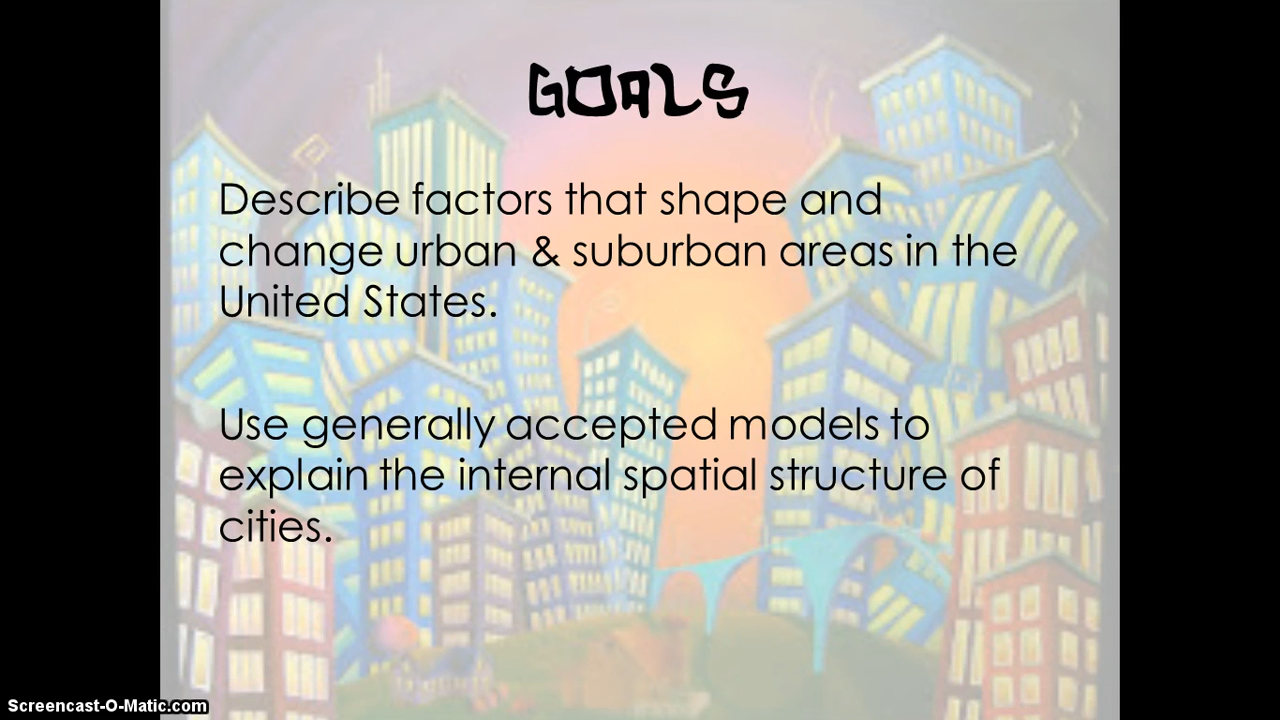 GOALS
Describe factors that shape and
change urban & suburban areas in the
United States.
Use generally accepted models to
explain the internal spatial structure of
cities.
Screencast-O-Matic.com